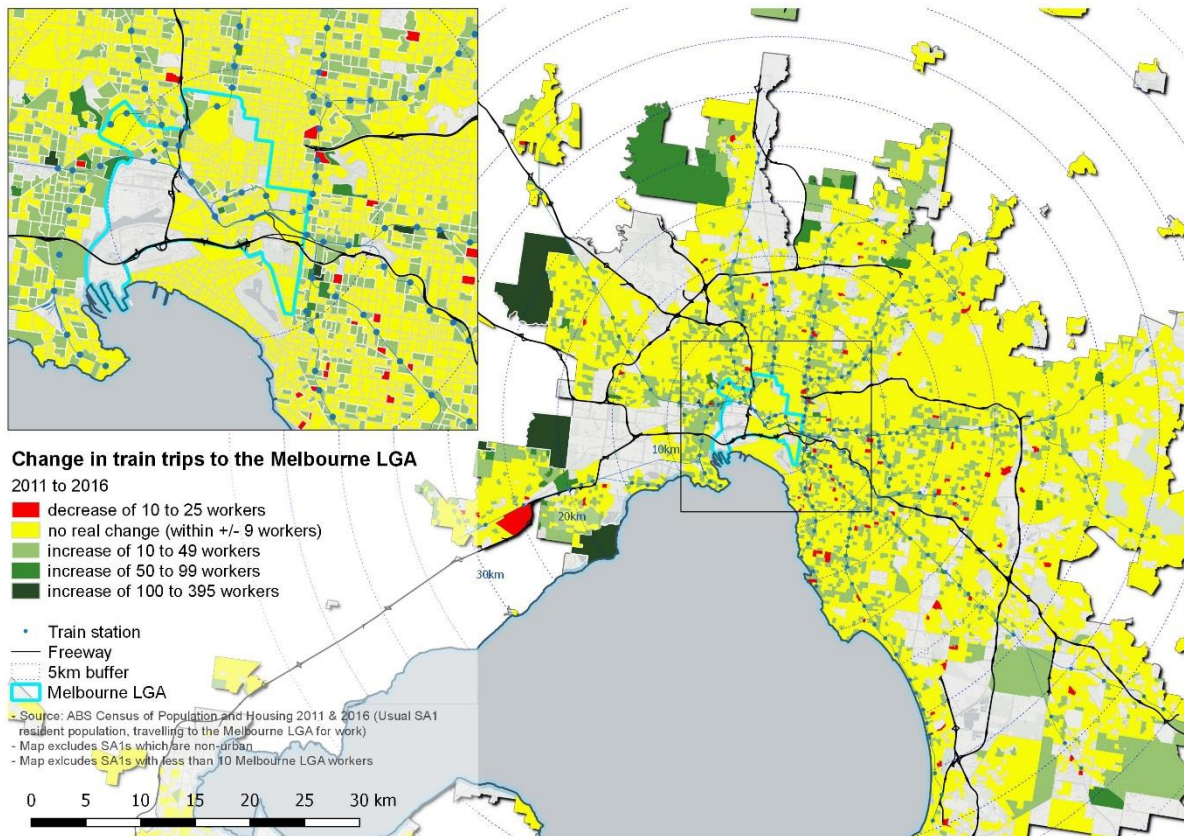 10km
20km
30km
Change in train trips to the Melbourne LGA
2011 to 2016
decrease of 10 to 25 workers
no real change (within +/- 9 workers)
increase of 10 to 49 workers
increase of 50 to 99 workers
increase of 100 to 395 workers
Train station
Freeway
5km buffer
Melbourne LGA
- Source: ABS Census of Population and Housing 2011 & 2016 (Usual SA1
resident population, travelling to the Melbourne LGA for work)
- Map excludes SA1s which are non-urban
- Map exlcudes SA1s with less than 10 Melbourne LGA workers
0 5 10 15 20 25 30 km